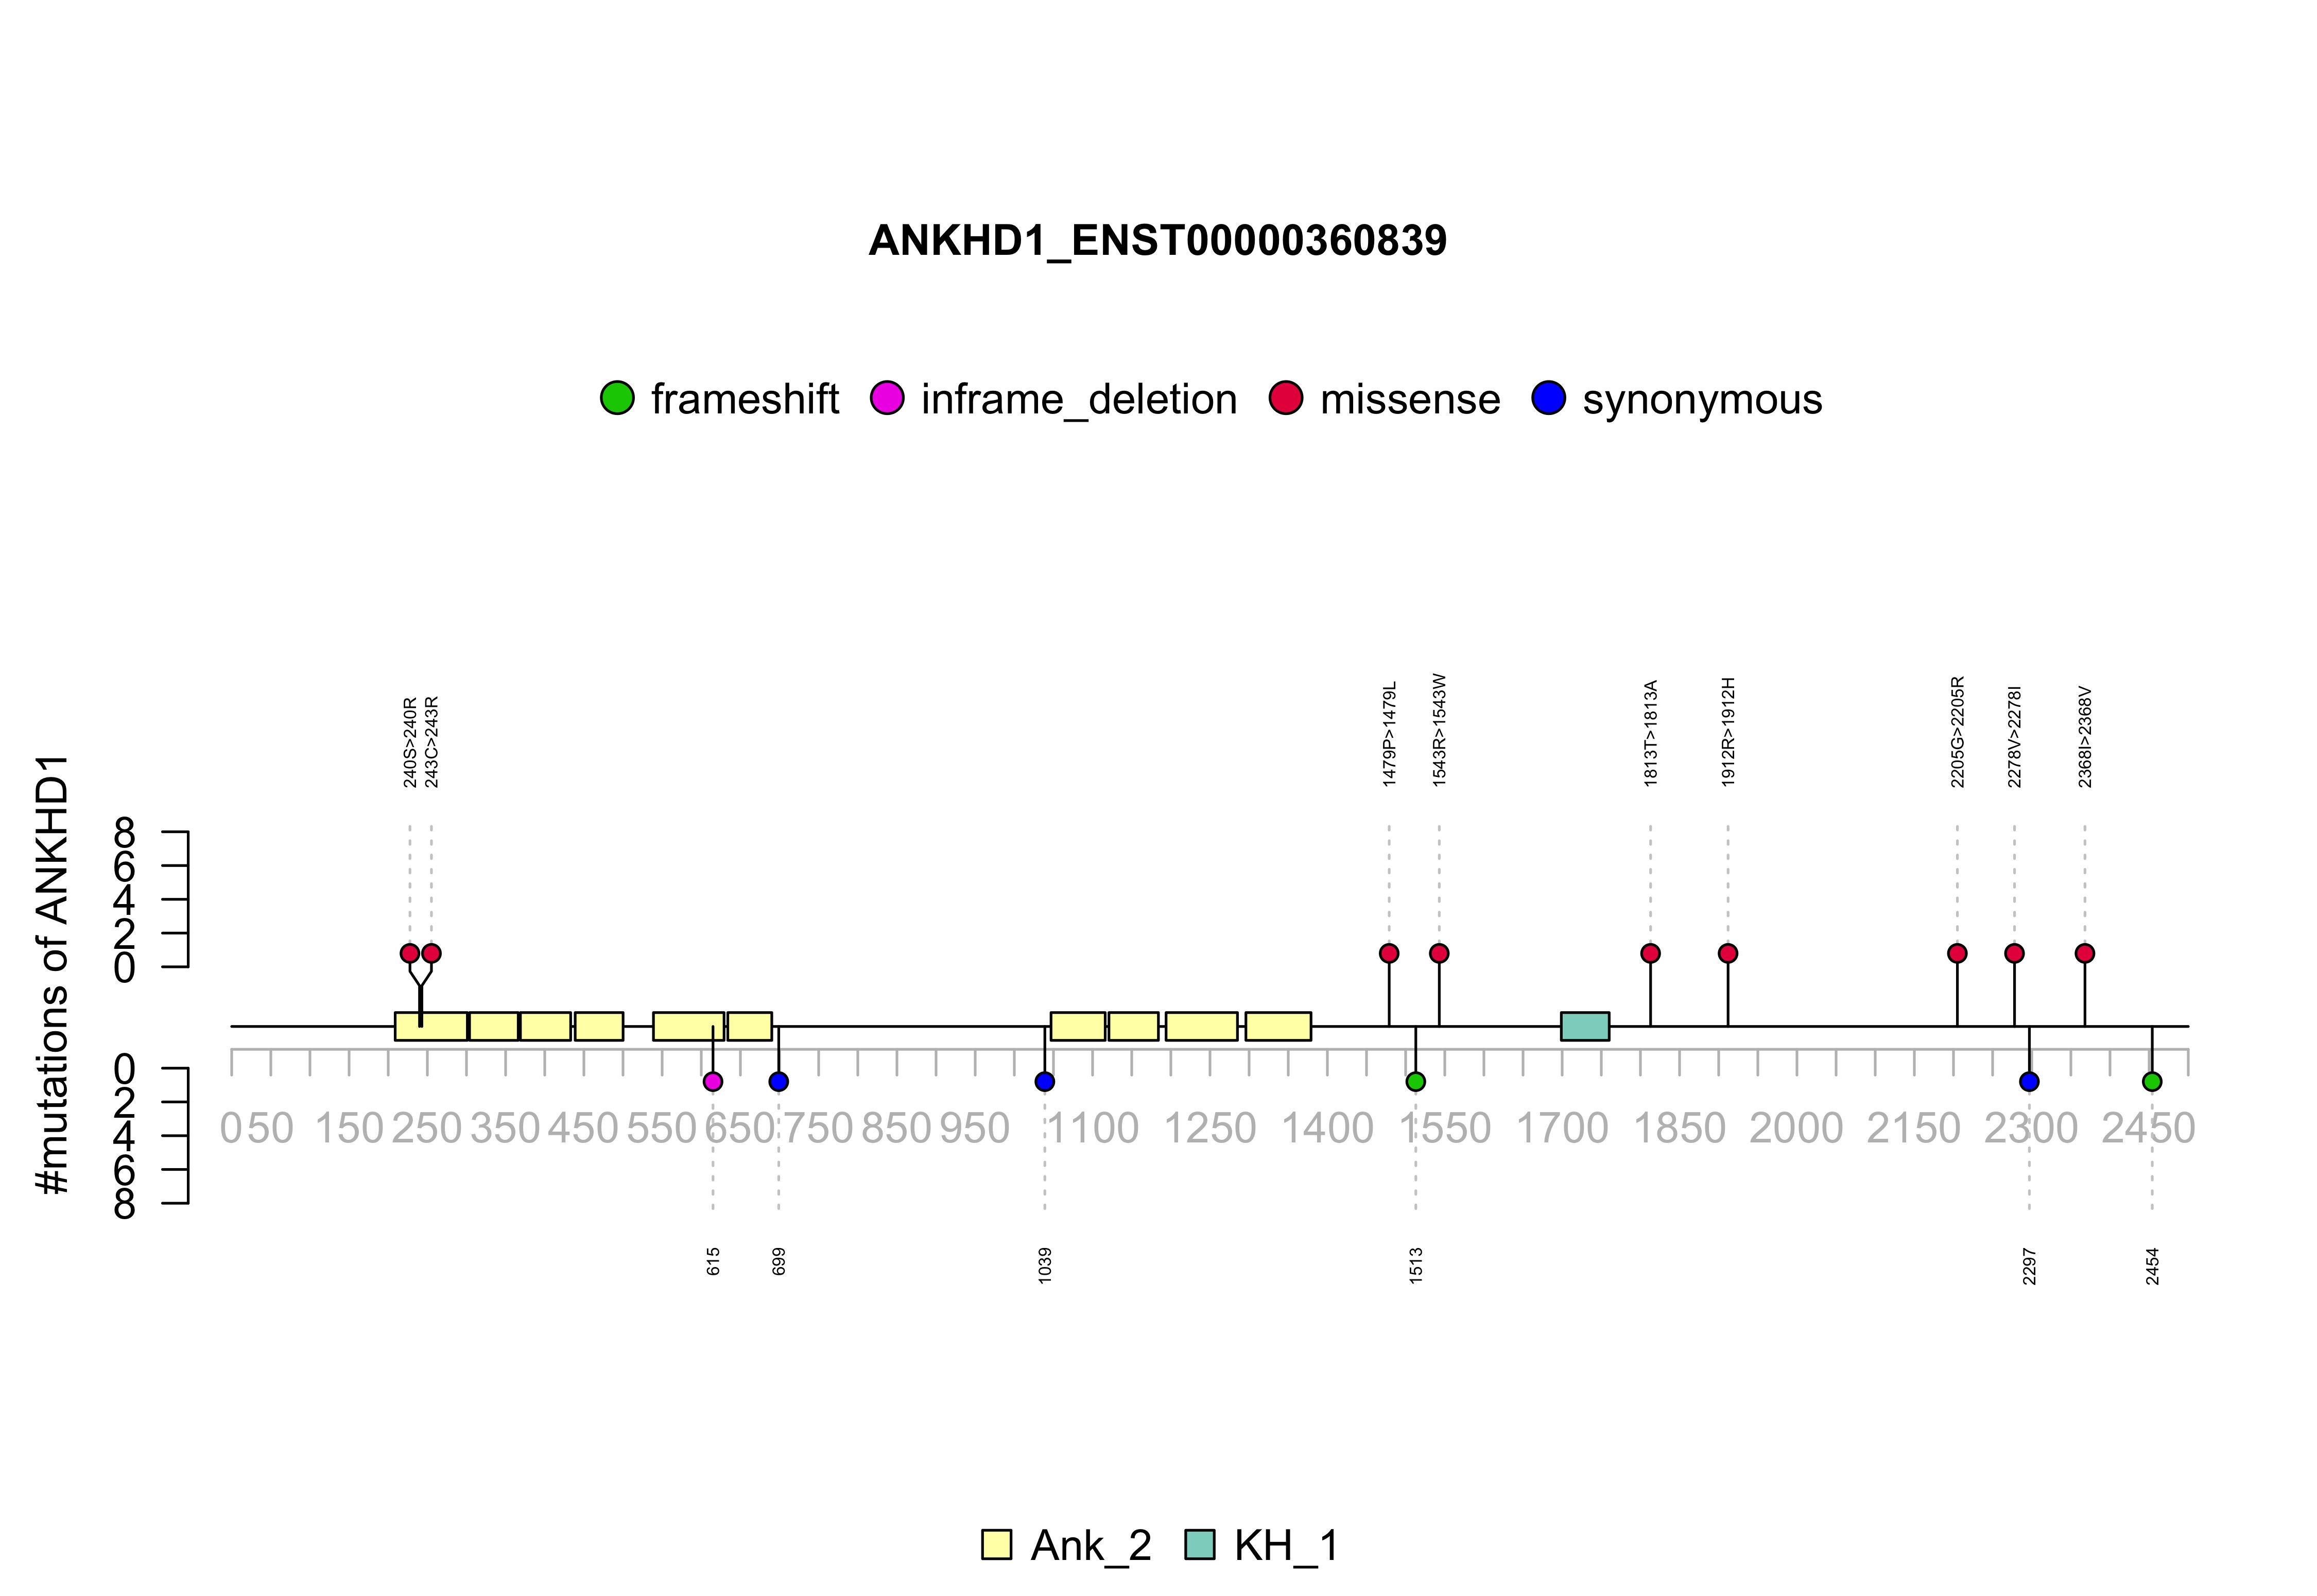 ANKHD1_ENST00000360839
frameshift inframe_deletion missense synonymous
#mutations of ANKHD1
240S>240R
243C>243R
1479P>1479L
1543R>1543W
1813T>1813A
1912R>1912H
2205G>2205R
2278V>2278I
2368I>2368V
8
6
4
2
0
0
2
4
6
8
0 50 150 250 350 450 550 650 750 850 950 1100 1250 1400 1550 1700 1850 2000 2150 2300 2450
615
699
1039
1513
2297
2454
Ank_2 KH_1